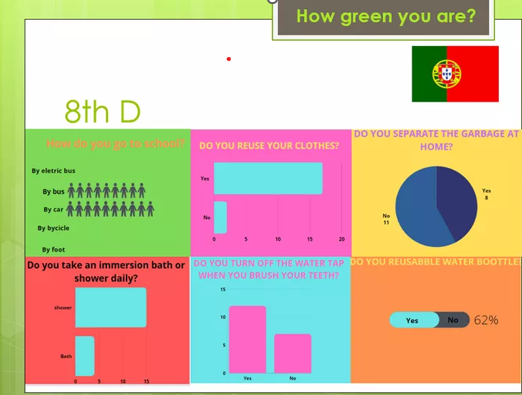 How green you are?
8th D
How do you go to school?
By eletric bus
By bus
By car
By bycicle
By foot
DO YOU REUSE YOUR CLOTHES?
Yes
No
0 5 10 15 20
DO YOU SEPARATE THE GARBAGE AT
HOME?
Yes
8
No
11
Do you take an immersion bath or
shower daily?
shower
Bath
0 5 10 15
DO YOU TURN OFF THE WATER TAP
WHEN YOU BRUSH YOUR TEETH?
15
10
5
0
Yes No
DO YOU REUSABBLE WATER BOOTTLE
Yes No 62%